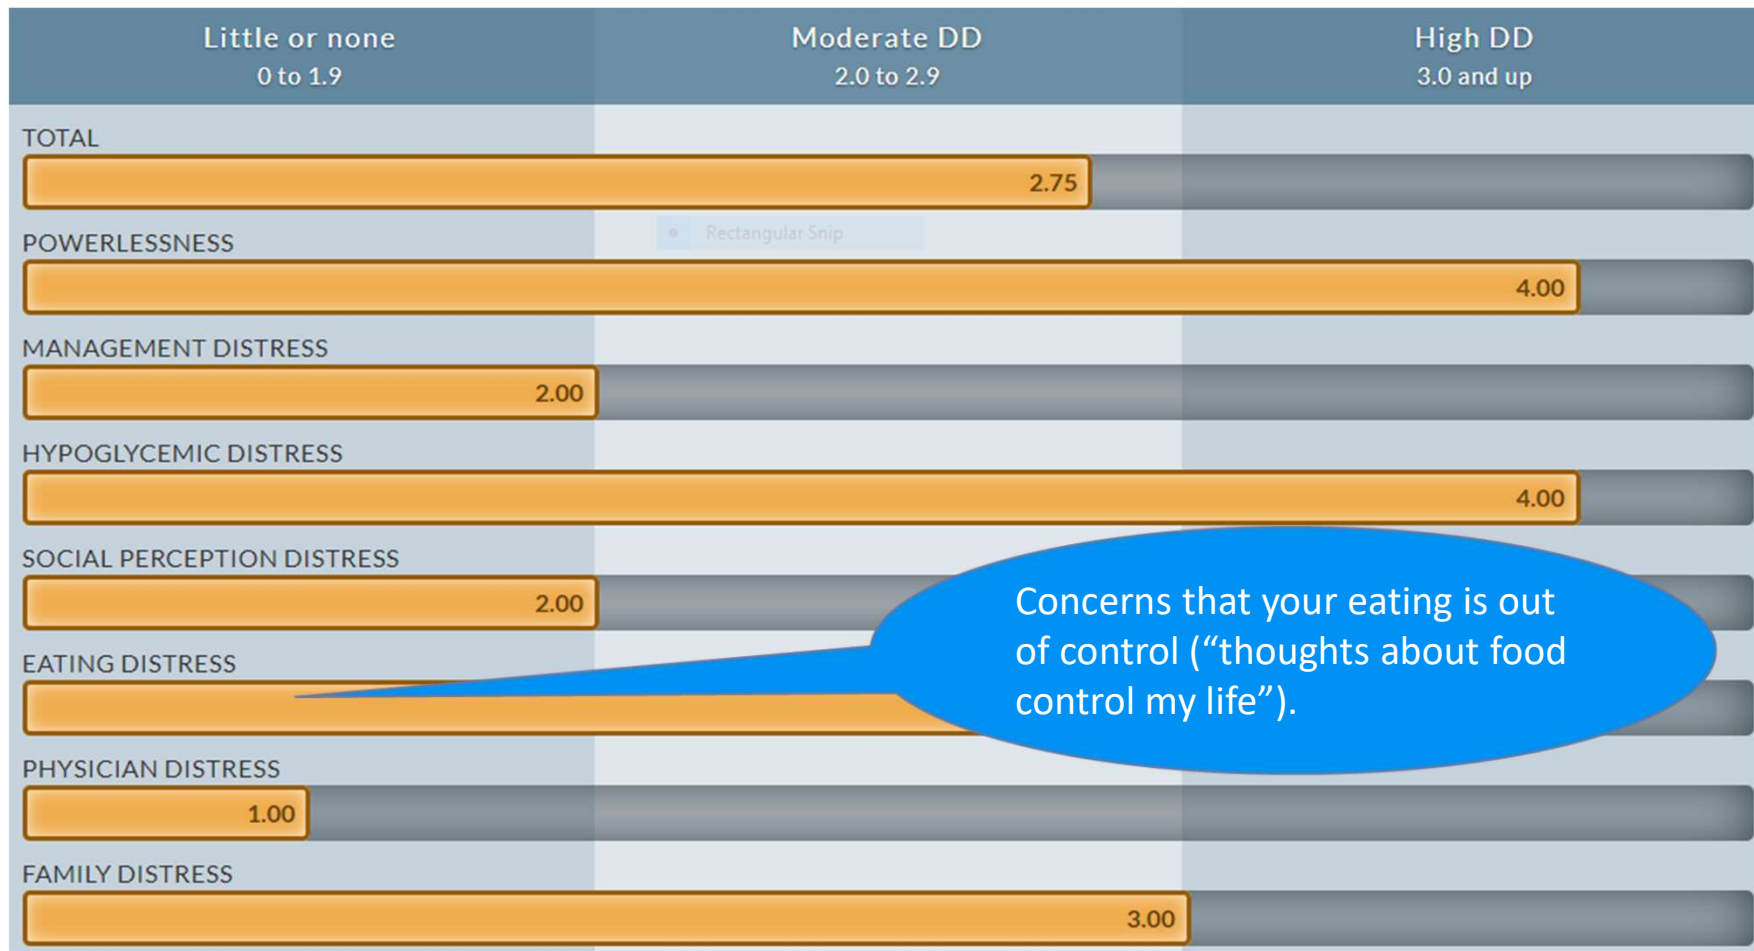 Little or none
0 to 1.9
Moderate DD
2.0 to 2.9
High DD
3.0 and up
TOTAL
2.75
Rectangular Snip
POWERLESSNESS
4.00
MANAGEMENT DISTRESS
2.00
HYPOGLYCEMIC DISTRESS
4.00
SOCIAL PERCEPTION DISTRESS
2.00
Concerns that your eating is out
of control (“thoughts about food
control my life”).
EATING DISTRESS
PHYSICIAN DISTRESS
1.00
FAMILY DISTRESS
3.00